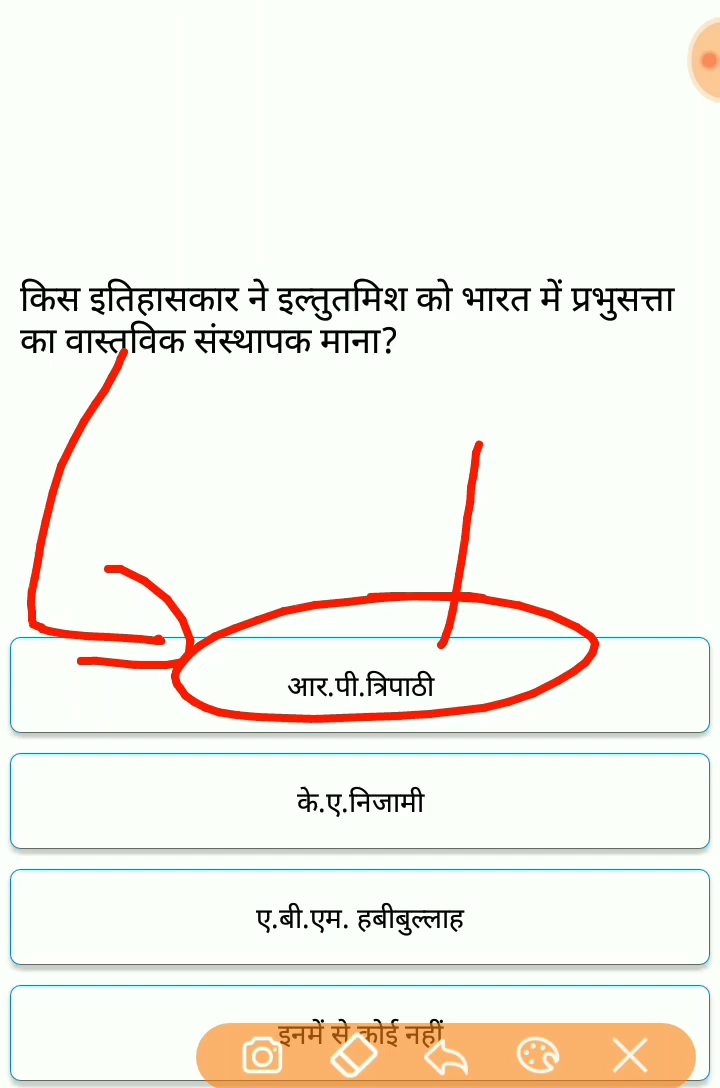 किस इतिहासकार ने इल्तुतमिश को भारत में प्रभुसत्ता
का वास्तविक संस्थापक माना?
आर.पी.त्रिपाठी
के.ए.निजामी
ए.बी.एम. हबीबुल्लाह
इनमें से कोई नहीं